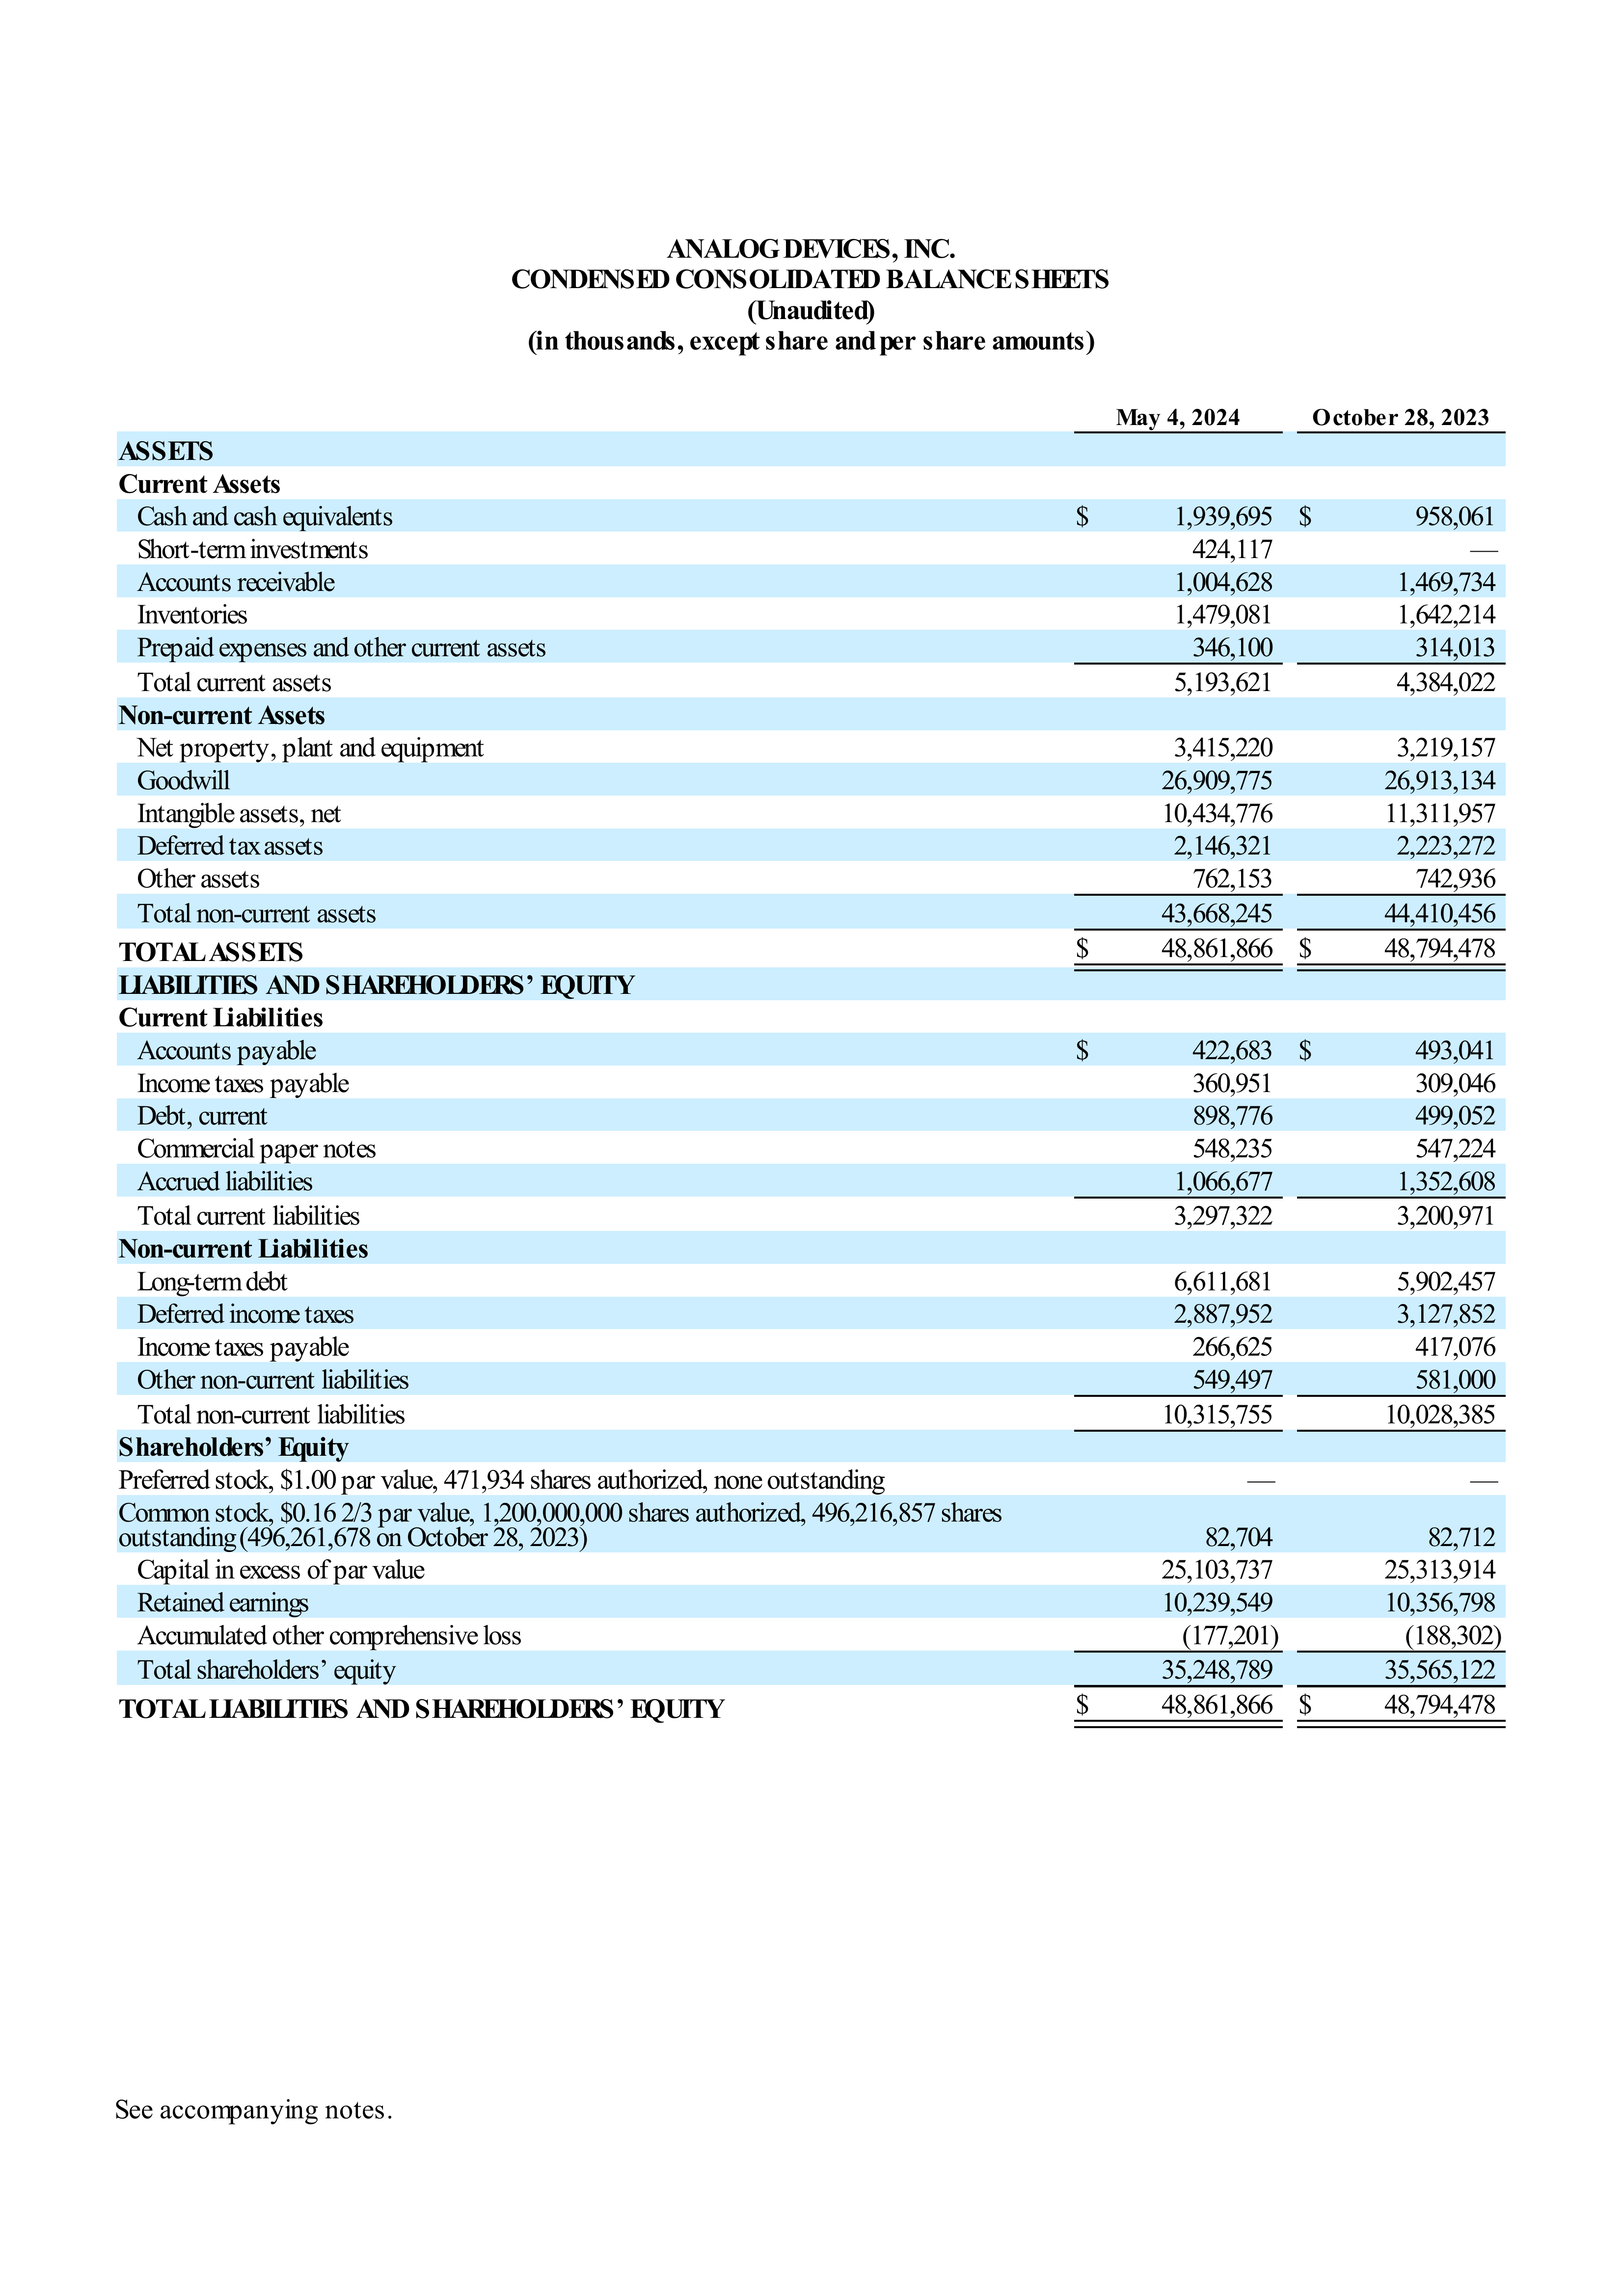 ANALOG DEVICES, INC.
CONDENSED CONSOLIDATED BALANCE SHEETS
(Unaudited)
(in thousands, except share and per share amounts)
May 4, 2024 October 28, 2023
ASSETS
Current Assets
Cash and cash equivalents $ 1,939,695 $ 958,061
Short-term investments 424,117 —
Accounts receivable 1,004,628 1,469,734
Inventories 1,479,081 1,642,214
Prepaid expenses and other current assets 346,100 314,013
Total current assets 5,193,621 4,384,022
Non-current Assets
Net property, plant and equipment 3,415,220 3,219,157
Goodwill 26,909,775 26,913,134
Intangible assets, net 10,434,776 11,311,957
Deferred tax assets 2,146,321 2,223,272
Other assets 762,153 742,936
Total non-current assets 43,668,245 44,410,456
TOTAL ASSETS $ 48,861,866 $ 48,794,478
LIABILITIES AND SHAREHOLDERS’ EQUITY
Current Liabilities
Accounts payable $ 422,683 $ 493,041
Income taxes payable 360,951 309,046
Debt, current 898,776 499,052
Commercial paper notes 548,235 547,224
Accrued liabilities 1,066,677 1,352,608
Total current liabilities 3,297,322 3,200,971
Non-current Liabilities
Long-term debt 6,611,681 5,902,457
Deferred income taxes 2,887,952 3,127,852
Income taxes payable 266,625 417,076
Other non-current liabilities 549,497 581,000
Total non-current liabilities 10,315,755 10,028,385
Shareholders’ Equity
Preferred stock, $1.00 par value, 471,934 shares authorized, none outstanding — —
Common stock, $0.16 2/3 par value, 1,200,000,000 shares authorized, 496,216,857 shares
outstanding (496,261,678 on October 28, 2023) 82,704 82,712
Capital in excess of par value 25,103,737 25,313,914
Retained earnings 10,239,549 10,356,798
Accumulated other comprehensive loss (177,201) (188,302)
Total shareholders’ equity 35,248,789 35,565,122
TOTAL LIABILITIES AND SHAREHOLDERS’ EQUITY $ 48,861,866 $ 48,794,478
See accompanying notes.